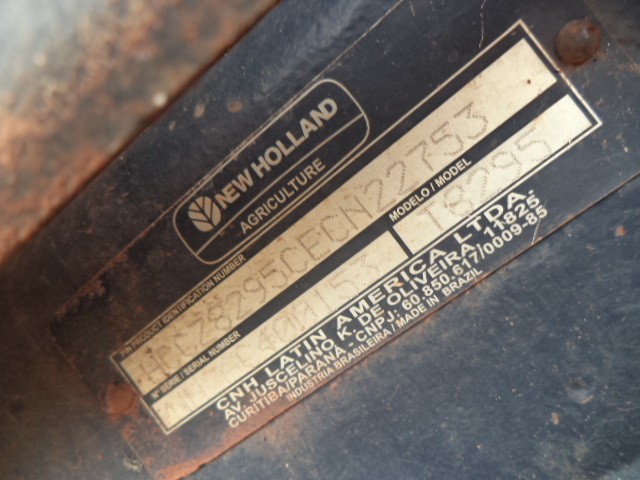 NEW HOLLAND
AGRICULTURE
PIN/PRODUCT IDENTIFICATION NUMBER
HCCZ8295CECN22753
Nº SÉRIE / SERIAL NUMBER
MODELO / MODEL
T8295
CNH LATIN AMERICA LTDA.
AV. JUSCELINO K. DE OLIVEIRA, 11825
CURITIBA/PARANÁ - CNPJ: 60.850.617/0009-85
INDÚSTRIA BRASILEIRA / MADE IN BRAZIL